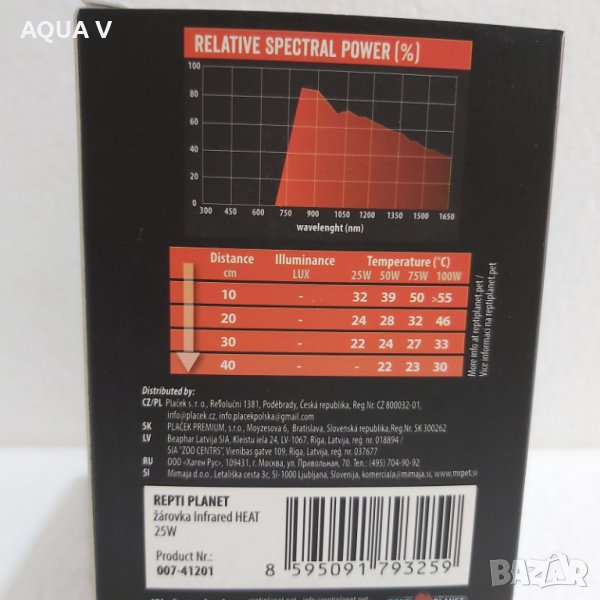 AQUA V
RELATIVE SPECTRAL POWER (%)
100
80
60
40
20
0
300 450 600 750 900 1050 1200 1350 1500 1650
wavelenght (nm)
Distance Illuminance Temperature (°C)
cm LUX 25W 50W 75W 100W
10 - 32 39 50 >55
20 - 24 28 32 46
30 - 22 24 27 33
40 - - 22 23 30
More info at reptiplanet.pet /
Více informací na reptiplanet.pet
Distributed by:
CZ/PL Plaček s. r. o., Revoluční 1381, Poděbrady, Česká republika, Reg.Nr. CZ 800032-01,
info@placek.cz, info.placekpolska@gmail.com
SK PLAČEK PREMIUM, s.r.o., Moyzesova 6, Bratislava, Slovenská republika,Reg.Nr. SK 300262
LV Beaphar Latvija SIA, Kleistu iela 24, LV-1067, Riga, Latvija, reg. nr. 018894 /
SIA "ZOO CENTRS", Vienibas gatve 109, Riga, Latvija, reg. nr. 037677
RU ООО «Хаген Рус», 109431, г. Москва, ул. Привольная, 70. Тел.: (495) 704-90-92
SI Mimaja d.o.o., Letališka cesta 3c, SI-1000 Ljubljana, Slovenija, komerciala@mimaja.si, www.mrpet.si
REPTI PLANET
žárovka Infrared HEAT
25W
Product Nr.:
007-41201
8 595091 793259
BAZAR